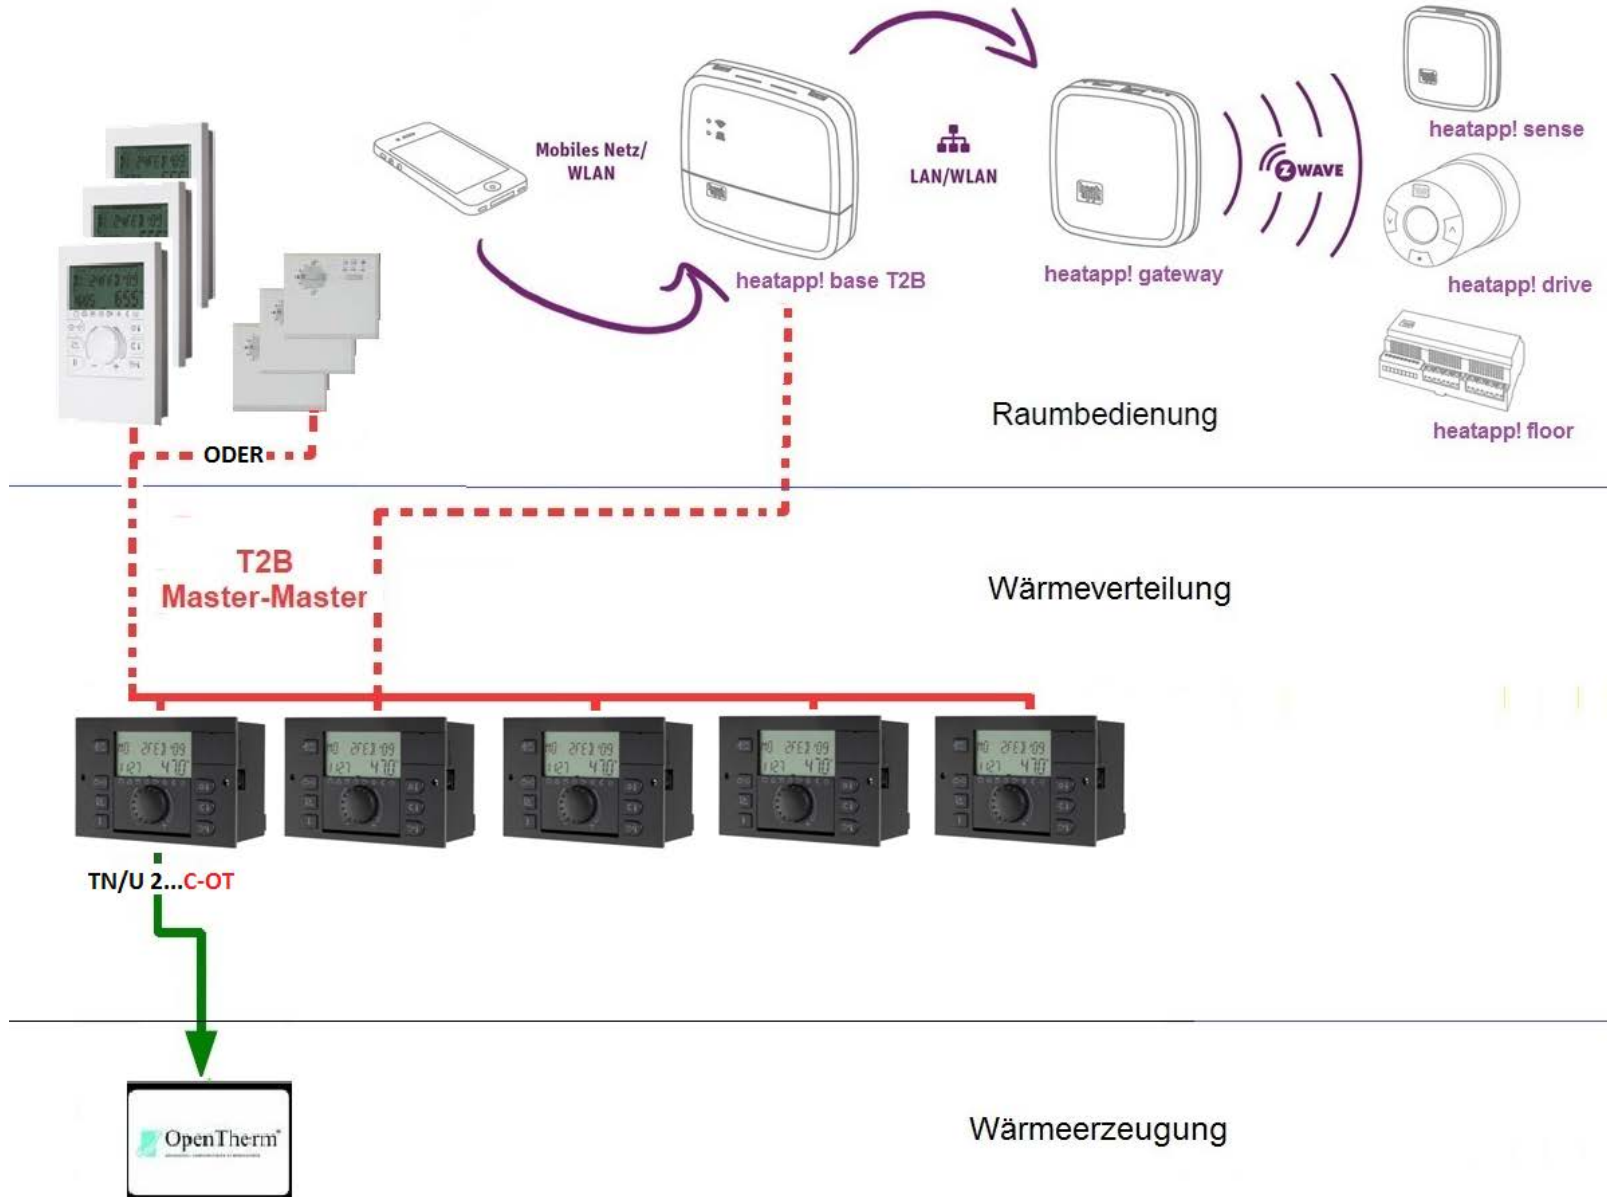 heatapp! sense
Mobiles Netz/
WLAN
LAN/WLAN
Z WAVE
heatapp! base T2B
heatapp! gateway
heatapp! drive
Raumbedienung
heatapp! floor
ODER
T2B
Master-Master
Wärmeverteilung
TN/U 2...C-OT
OpenTherm
Wärmeerzeugung